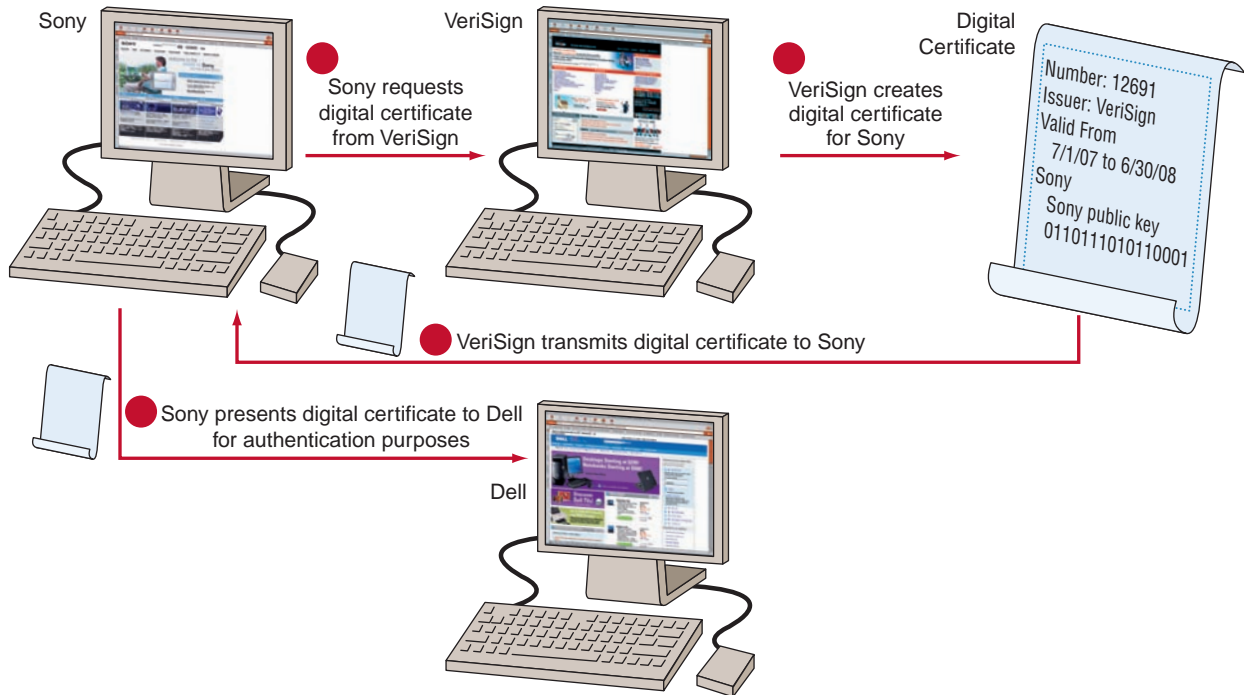 Sony
VeriSign
Digital
Certificate
Sony requests
digital certificate
from VeriSign
VeriSign creates
digital certificate
for Sony
Number: 12691
Issuer: VeriSign
Valid From
7/1/07 to 6/30/08
Sony
Sony public key
0110111010110001
VeriSign transmits digital certificate to Sony
Sony presents digital certificate to Dell
for authentication purposes
Dell